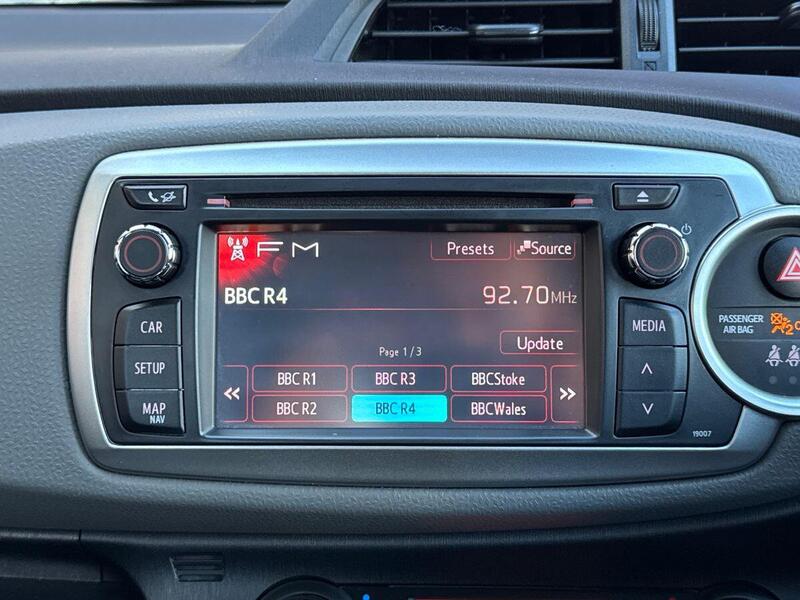 FM
Presets
Source
BBC R4
92.70MHz
Update
Page 1 / 3
BBC R1
BBC R3
BBCStoke
BBC R2
BBC R4
BBCWales
CAR
SETUP
MAP
NAV
MEDIA
19007
PASSENGER
AIR BAG